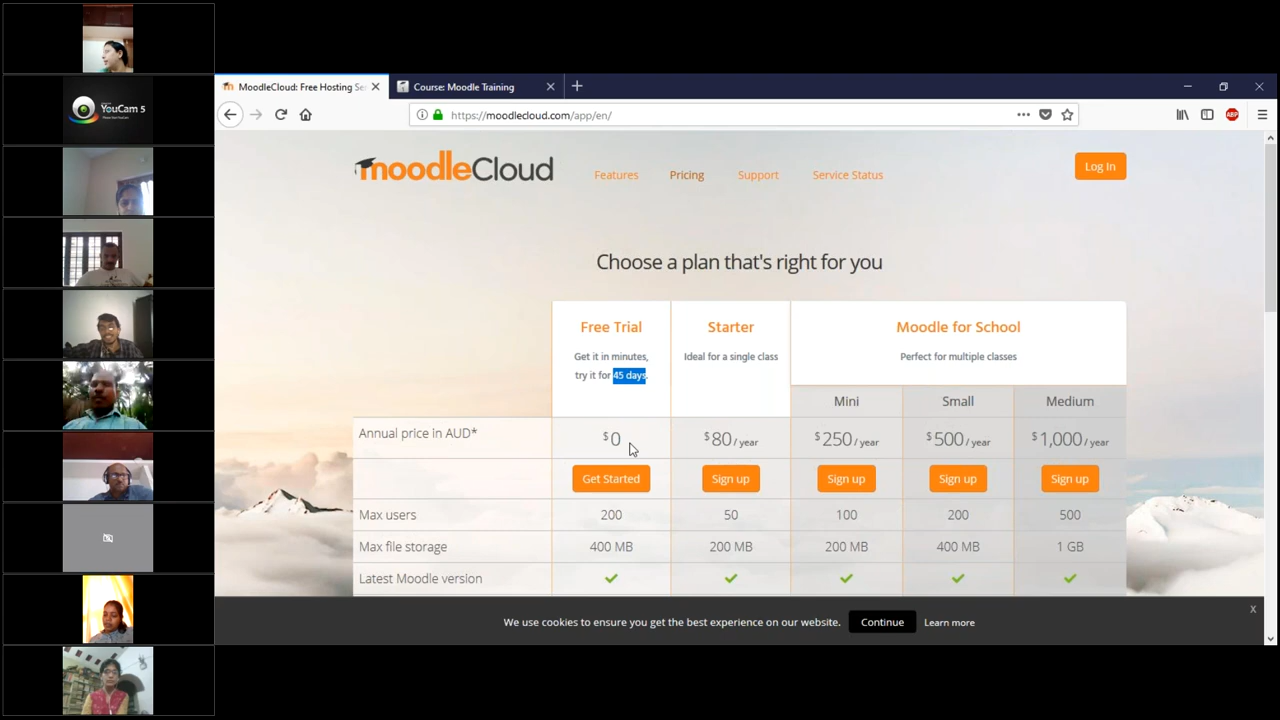 YouCam 5
MoodleCloud: Free Hosting Se
Course: Moodle Training
https://moodlecloud.com/app/en/
ABP
moodleCloud
Features
Pricing
Support
Service Status
Log In
Choose a plan that's right for you
Free Trial
Starter
Moodle for School
Get it in minutes,
try it for 45 days.
Ideal for a single class
Perfect for multiple classes
Mini
Small
Medium
Annual price in AUD*
$0
$80 / year
$250 / year
$500 / year
$1,000 / year
Get Started
Sign up
Sign up
Sign up
Sign up
Max users
200
50
100
200
500
Max file storage
400 MB
200 MB
200 MB
400 MB
1 GB
Latest Moodle version
We use cookies to ensure you get the best experience on our website.
Continue
Learn more
x